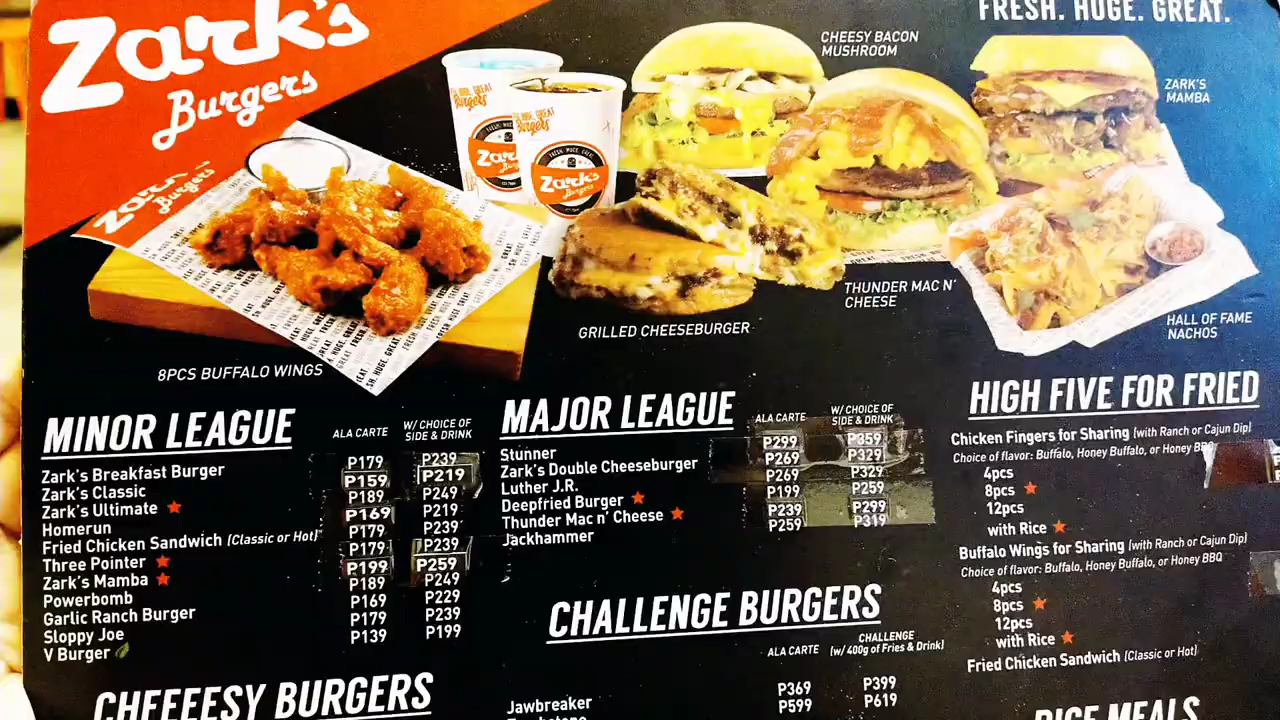 Zark's
Burgers
FRESH. HUGE. GREAT.
CHEESY BACON
MUSHROOM
ZARK'S
MAMBA
THUNDER MAC N'
CHEESE
GRILLED CHEESEBURGER
HALL OF FAME
NACHOS
8PCS BUFFALO WINGS
MINOR LEAGUE
ALA CARTE
W/ CHOICE OF
SIDE & DRINK
Zark's Breakfast Burger P179 P239
Zark's Classic P159 P219
Zark's Ultimate P189 P249
Homerun P169 P219
Fried Chicken Sandwich (Classic or Hot) P179 P239
Three Pointer P179 P239
Zark's Mamba P199 P259
Powerbomb P189 P249
Garlic Ranch Burger P169 P229
Sloppy Joe P179 P239
V Burger P139 P199
MAJOR LEAGUE
ALA CARTE
W/ CHOICE OF
SIDE & DRINK
Stunner P299 P359
Zark's Double Cheeseburger P269 P329
Luther J.R. P269 P329
Deepfried Burger P199 P259
Thunder Mac n' Cheese P239 P299
Jackhammer P259 P319
CHALLENGE BURGERS
ALA CARTE
CHALLENGE
(w/ 400g of Fries & Drink)
Jawbreaker P369 P399
P599 P619
HIGH FIVE FOR FRIED
Chicken Fingers for Sharing (with Ranch or Cajun Dip)
Choice of flavor: Buffalo, Honey Buffalo, or Honey BBQ
4pcs
8pcs
12pcs
with Rice
Buffalo Wings for Sharing (with Ranch or Cajun Dip)
Choice of flavor: Buffalo, Honey Buffalo, or Honey BBQ
4pcs
8pcs
12pcs
with Rice
Fried Chicken Sandwich (Classic or Hot)
CHEEEESY BURGERS
RICE MEALS